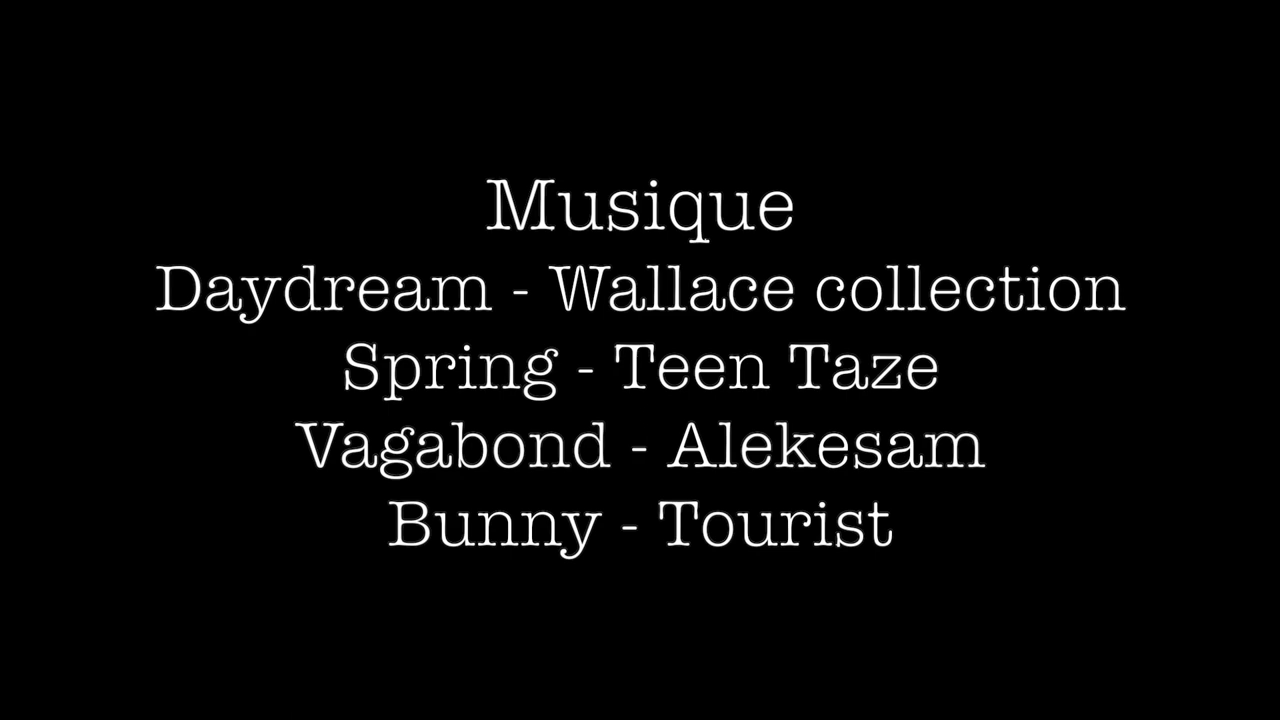 Musique
Daydream - Wallace collection
Spring - Teen Taze
Vagabond - Alekesam
Bunny - Tourist